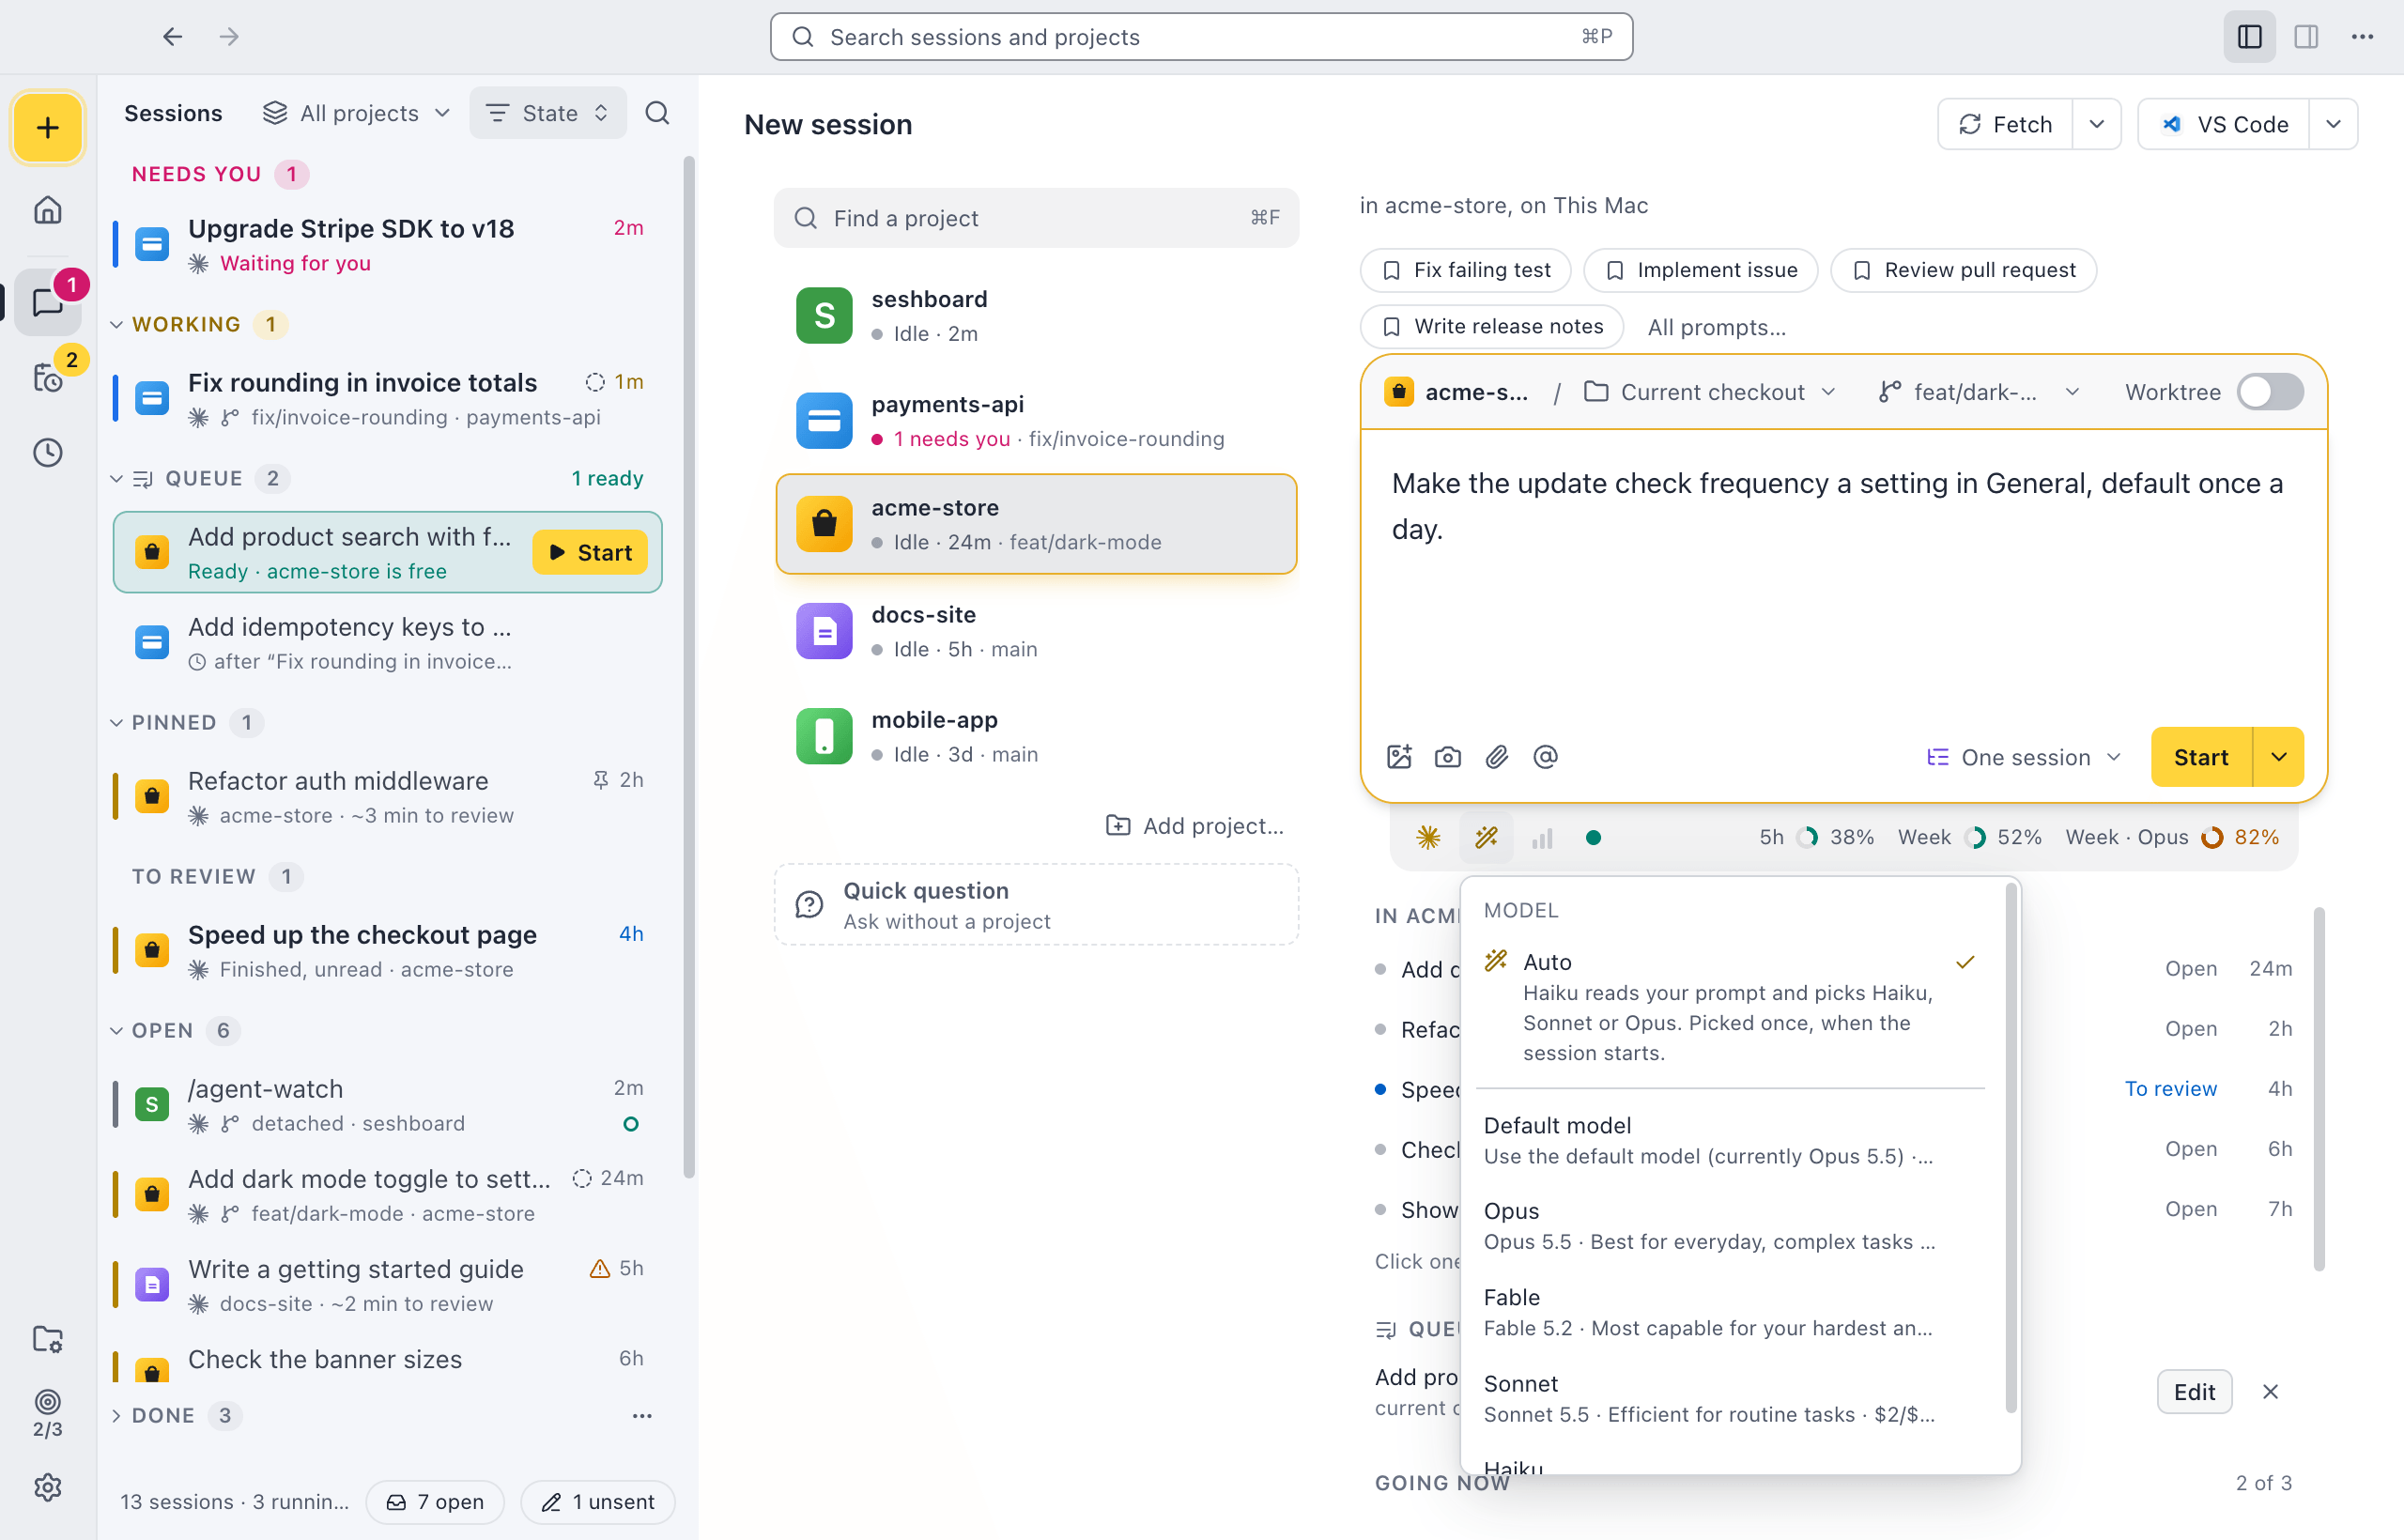 Search sessions and projects
⌘P
Sessions
All projects
State
NEEDS YOU 1
Upgrade Stripe SDK to v18
2m
Waiting for you
WORKING 1
Fix rounding in invoice totals
1m
fix/invoice-rounding · payments-api
QUEUE 2
1 ready
Add product search with f...
Ready · acme-store is free
Start
Add idempotency keys to ...
after “Fix rounding in invoice...
PINNED 1
Refactor auth middleware
2h
acme-store · ~3 min to review
TO REVIEW 1
Speed up the checkout page
4h
Finished, unread · acme-store
OPEN 6
/agent-watch
2m
detached · seshboard
Add dark mode toggle to sett...
24m
feat/dark-mode · acme-store
Write a getting started guide
5h
docs-site · ~2 min to review
Check the banner sizes
6h
DONE 3
13 sessions · 3 runnin...
7 open
1 unsent
1
2
2/3
New session
Fetch
VS Code
Find a project
⌘F
S
seshboard
Idle · 2m
payments-api
1 needs you · fix/invoice-rounding
acme-store
Idle · 24m · feat/dark-mode
docs-site
Idle · 5h · main
mobile-app
Idle · 3d · main
Add project...
Quick question
Ask without a project
in acme-store, on This Mac
Fix failing test
Implement issue
Review pull request
Write release notes
All prompts...
acme-s... / Current checkout
feat/dark-...
Worktree
Make the update check frequency a setting in General, default once a
day.
One session
Start
5h 38% Week 52% Week · Opus 82%
MODEL
Auto
Haiku reads your prompt and picks Haiku,
Sonnet or Opus. Picked once, when the
session starts.
Default model
Use the default model (currently Opus 5.5) ·...
Opus
Opus 5.5 · Best for everyday, complex tasks ...
Fable
Fable 5.2 · Most capable for your hardest an...
Sonnet
Sonnet 5.5 · Efficient for routine tasks · $2/$...
Haiku
Open 24m
Open 2h
To review 4h
Open 6h
Open 7h
Click
Edit
GOING NOW
2 of 3
S